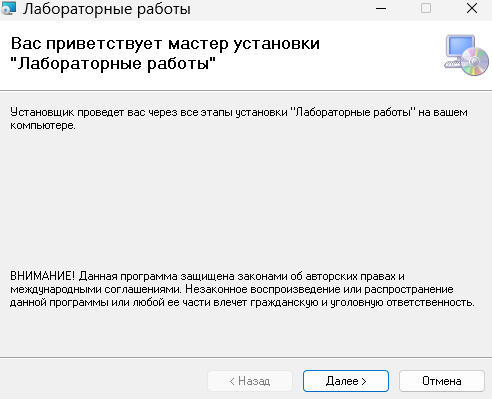 Лабораторные работы
Вас приветствует мастер установки
"Лабораторные работы"
Установщик проведет вас через все этапы установки "Лабораторные работы" на вашем
компьютере.
ВНИМАНИЕ! Данная программа защищена законами об авторских правах и
международными соглашениями. Незаконное воспроизведение или распространение
данной программы или любой ее части влечет гражданскую и уголовную ответственность.
< Назад
Далее >
Отмена